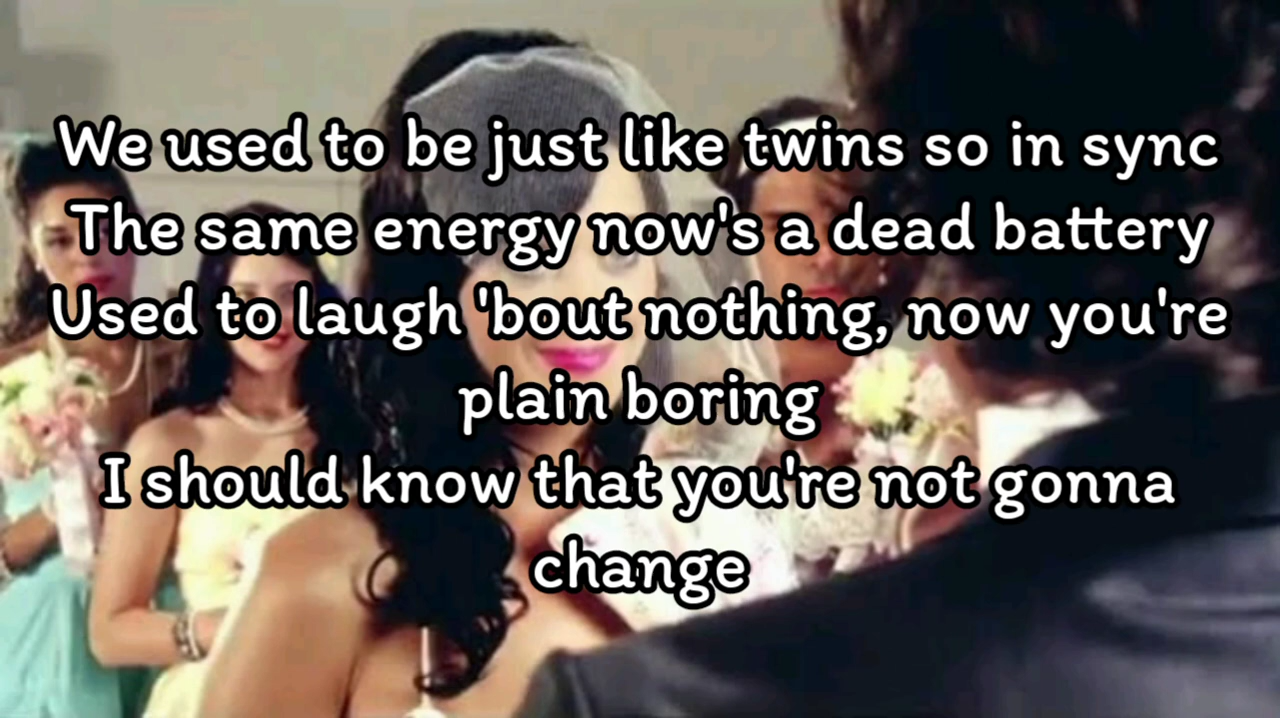 We used to be just like twins so in sync
The same energy now's a dead battery
Used to laugh 'bout nothing, now you're
plain boring
I should know that you're not gonna
change